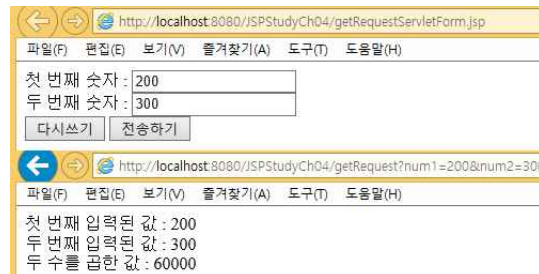 http://localhost:8080/JSPStudyCh04/getRequestServletForm.jsp
파일(F) 편집(E) 보기(V) 즐겨찾기(A) 도구(T) 도움말(H)
첫 번째 숫자 : 200
두 번째 숫자 : 300
다시쓰기 전송하기
http://localhost:8080/JSPStudyCh04/getRequest?num1=200&num2=30
파일(F) 편집(E) 보기(V) 즐겨찾기(A) 도구(T) 도움말(H)
첫 번째 입력된 값 : 200
두 번째 입력된 값 : 300
두 수를 곱한 값 : 60000